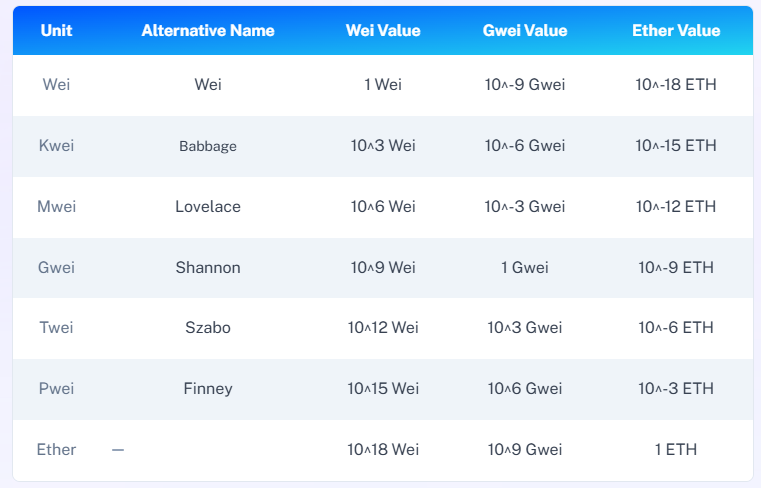 Unit Alternative Name Wei Value Gwei Value Ether Value
Wei Wei 1 Wei 10^-9 Gwei 10^-18 ETH
Kwei Babbage 10^3 Wei 10^-6 Gwei 10^-15 ETH
Mwei Lovelace 10^6 Wei 10^-3 Gwei 10^-12 ETH
Gwei Shannon 10^9 Wei 1 Gwei 10^-9 ETH
Twei Szabo 10^12 Wei 10^3 Gwei 10^-6 ETH
Pwei Finney 10^15 Wei 10^6 Gwei 10^-3 ETH
Ether — 10^18 Wei 10^9 Gwei 1 ETH